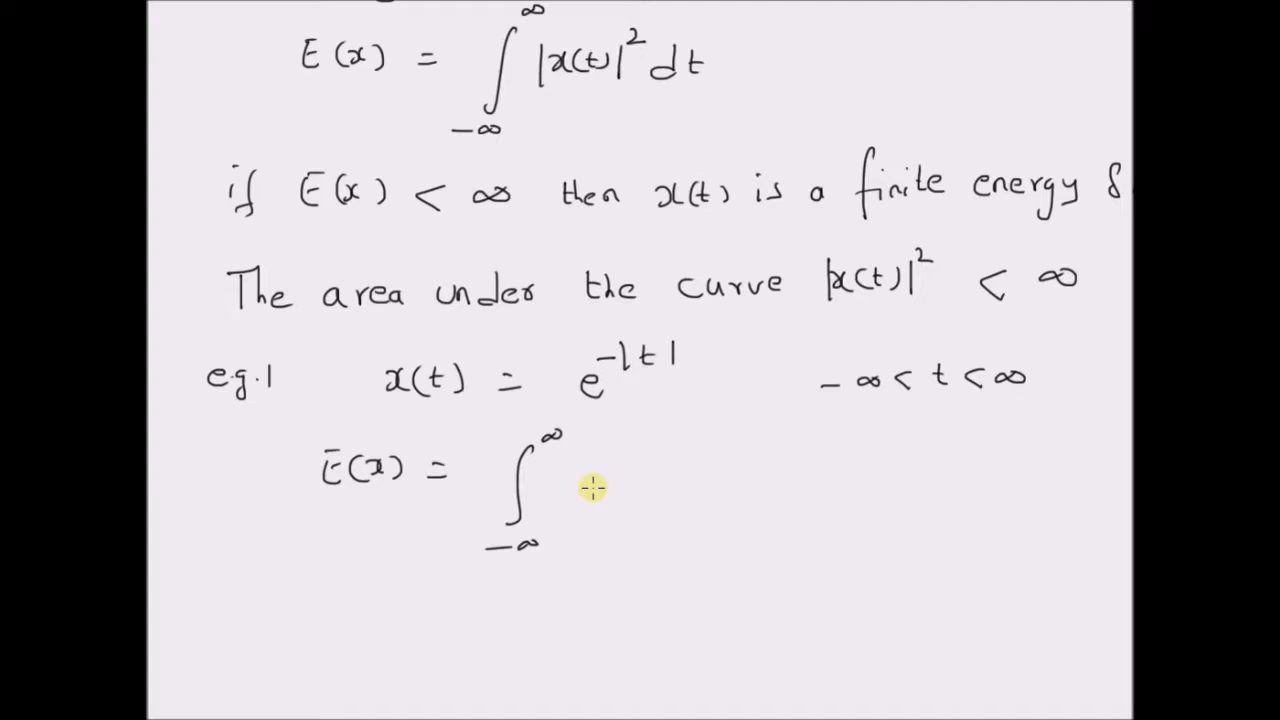 E(x) = ∫_{-∞}^{∞} |x(t)|² dt
if E(x) < ∞ then x(t) is a finite energy &
The area under the curve |x(t)|² < ∞
e.g.1 x(t) = e^{-|t|} -∞ < t < ∞
E(x) = ∫_{-∞}^{∞}